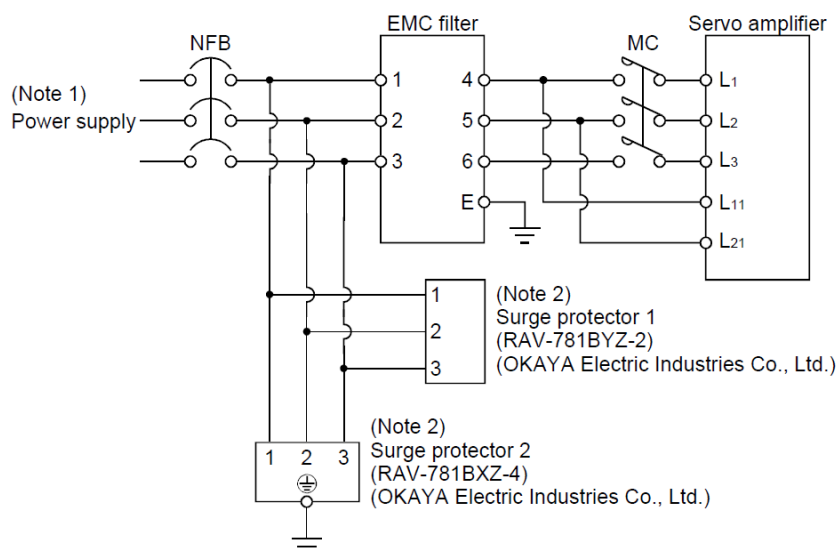 EMC filter
Servo amplifier
NFB
MC
(Note 1)
Power supply
1
4
L1
2
5
L2
3
6
L3
E
L11
L21
1
2
3
(Note 2)
Surge protector 1
(RAV-781BYZ-2)
(OKAYA Electric Industries Co., Ltd.)
1 2 3
(Note 2)
Surge protector 2
(RAV-781BXZ-4)
(OKAYA Electric Industries Co., Ltd.)